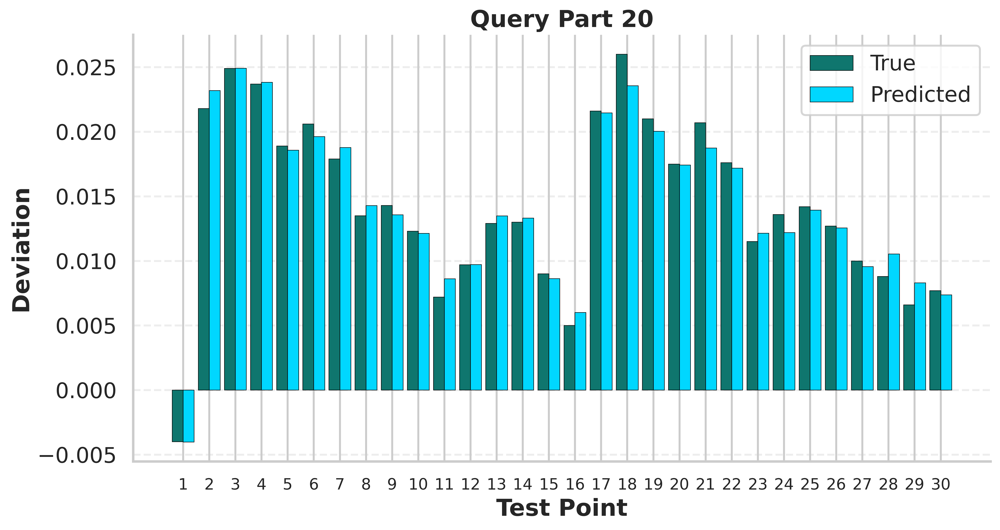 Query Part 20
True
Predicted
Deviation
0.025
0.020
0.015
0.010
0.005
0.000
−0.005
1 2 3 4 5 6 7 8 9 10 11 12 13 14 15 16 17 18 19 20 21 22 23 24 25 26 27 28 29 30
Test Point